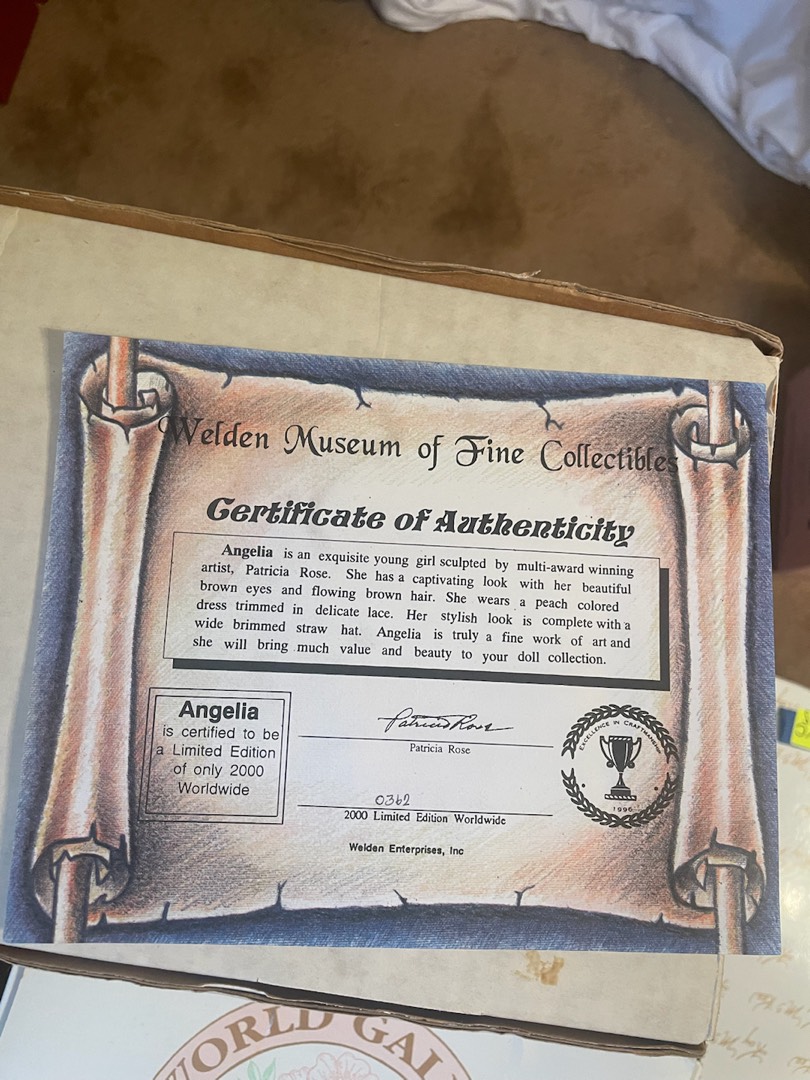 Welden Museum of Fine Collectibles
Certificate of Authenticity
Angelia is an exquisite young girl sculpted by multi-award winning
artist, Patricia Rose. She has a captivating look with her beautiful
brown eyes and flowing brown hair. She wears a peach colored
dress trimmed in delicate lace. Her stylish look is complete with a
wide brimmed straw hat. Angelia is truly a fine work of art and
she will bring much value and beauty to your doll collection.
Angelia
is certified to be
a Limited Edition
of only 2000
Worldwide
Patricia Rose
Patricia Rose
0362
2000 Limited Edition Worldwide
Welden Enterprises, Inc
EXCELLENCE IN CRAFTMANSHIP
1996
WORLD GAL